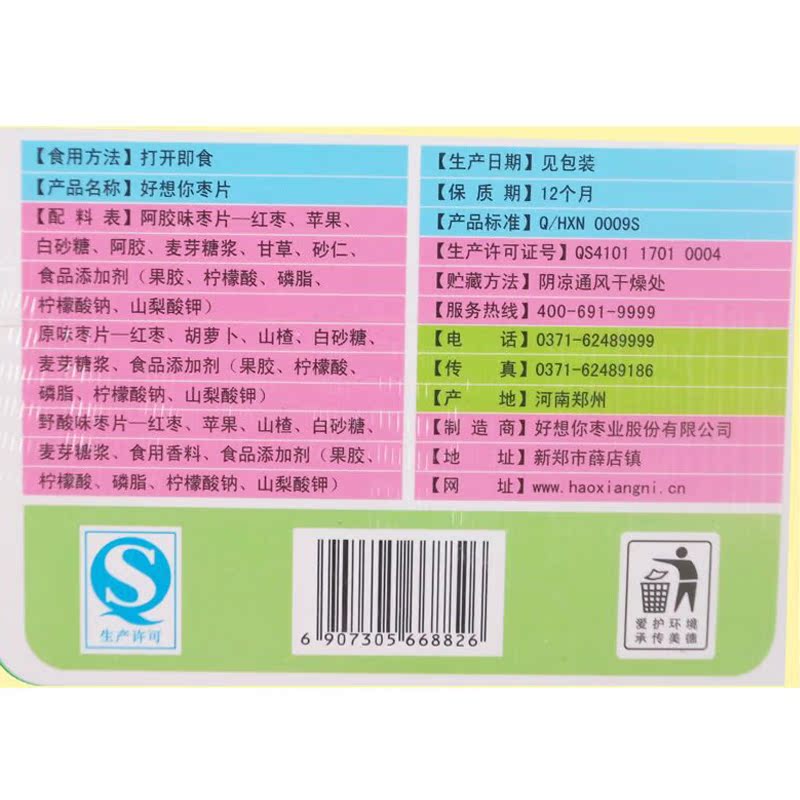 【食用方法】打开即食
【产品名称】好想你枣片
【配 料 表】阿胶味枣片—红枣、苹果、
白砂糖、阿胶、麦芽糖浆、甘草、砂仁、
食品添加剂（果胶、柠檬酸、磷脂、
柠檬酸钠、山梨酸钾）
原味枣片—红枣、胡萝卜、山楂、白砂糖、
麦芽糖浆、食品添加剂（果胶、柠檬酸、
磷脂、柠檬酸钠、山梨酸钾）
野酸味枣片—红枣、苹果、山楂、白砂糖、
麦芽糖浆、食用香料、食品添加剂（果胶、
柠檬酸、磷脂、柠檬酸钠、山梨酸钾）
【生产日期】见包装
【保 质 期】12个月
【产品标准】Q/HXN 0009S
【生产许可证号】QS4101 1701 0004
【贮藏方法】阴凉通风干燥处
【服务热线】400-691-9999
【电 话】0371-62489999
【传 真】0371-62489186
【产 地】河南郑州
【制 造 商】好想你枣业股份有限公司
【地 址】新郑市薛店镇
【网 址】www.haoxiangni.cn
生产许可
6 907305 668826
爱护环境
承传美德